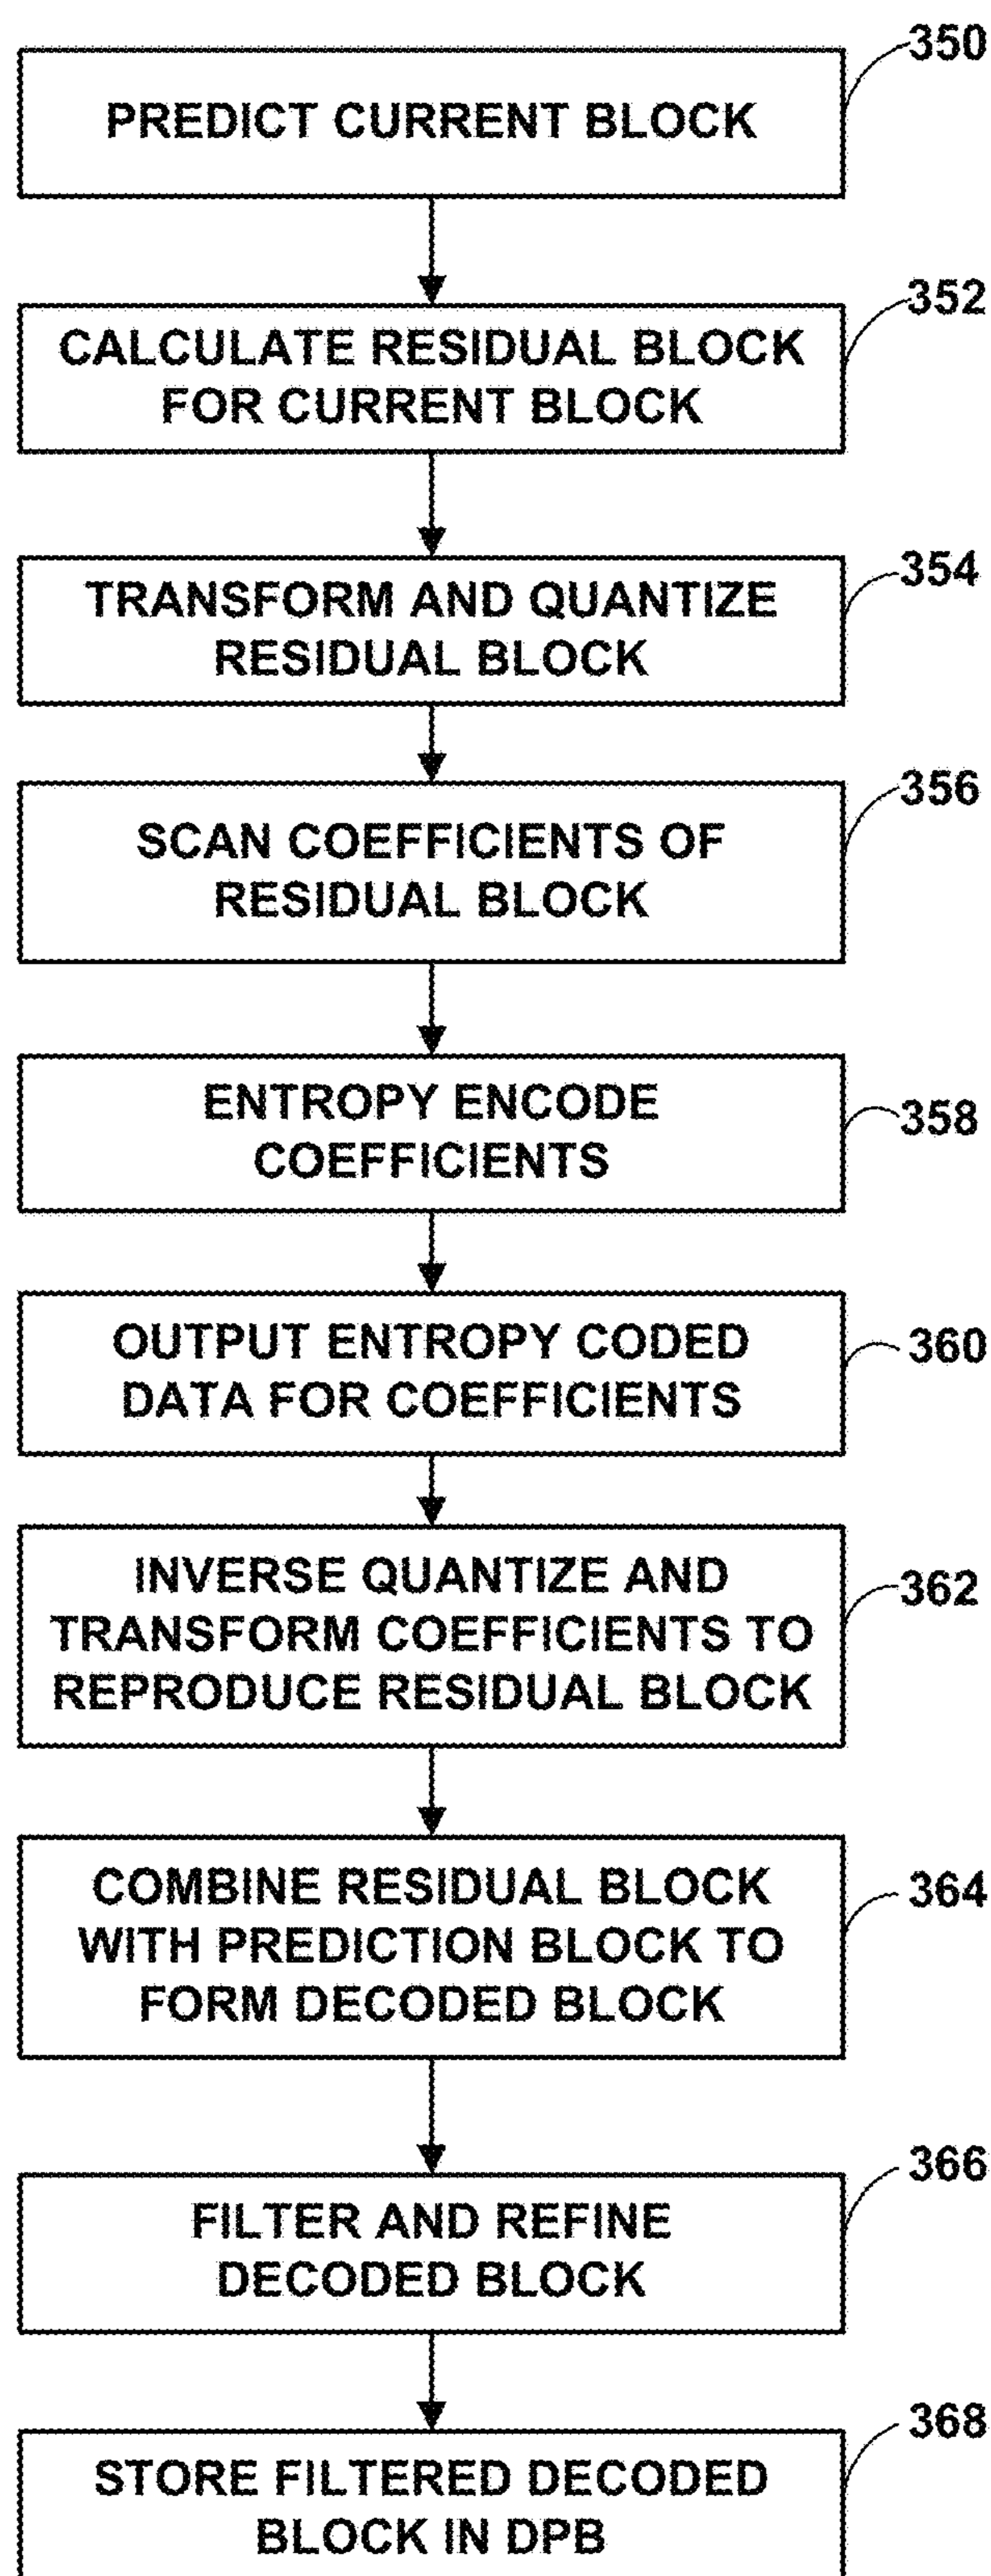 350
PREDICT CURRENT BLOCK
352
CALCULATE RESIDUAL BLOCK
FOR CURRENT BLOCK
354
TRANSFORM AND QUANTIZE
RESIDUAL BLOCK
356
SCAN COEFFICIENTS OF
RESIDUAL BLOCK
358
ENTROPY ENCODE
COEFFICIENTS
360
OUTPUT ENTROPY CODED
DATA FOR COEFFICIENTS
362
INVERSE QUANTIZE AND
TRANSFORM COEFFICIENTS TO
REPRODUCE RESIDUAL BLOCK
364
COMBINE RESIDUAL BLOCK
WITH PREDICTION BLOCK TO
FORM DECODED BLOCK
366
FILTER AND REFINE
DECODED BLOCK
368
STORE FILTERED DECODED
BLOCK IN DPB